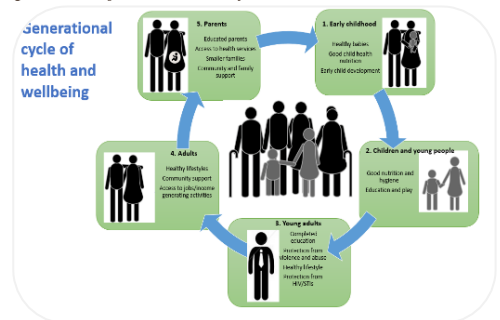 Generational
cycle of
health and
wellbeing
5. Parents
Educated parents
Access to health services
Smaller families
Community and family
support
1. Early childhood
Healthy babies
Good child health
nutrition
Early child development
2. Children and young people
Good nutrition and
hygiene
Education and play
3. Young adults
Completed
education
Protection from
violence and abuse
Healthy lifestyle
Protection from
HIV/STIs
4. Adults
Healthy lifestyles
Community support
Access to jobs/income
generating activities